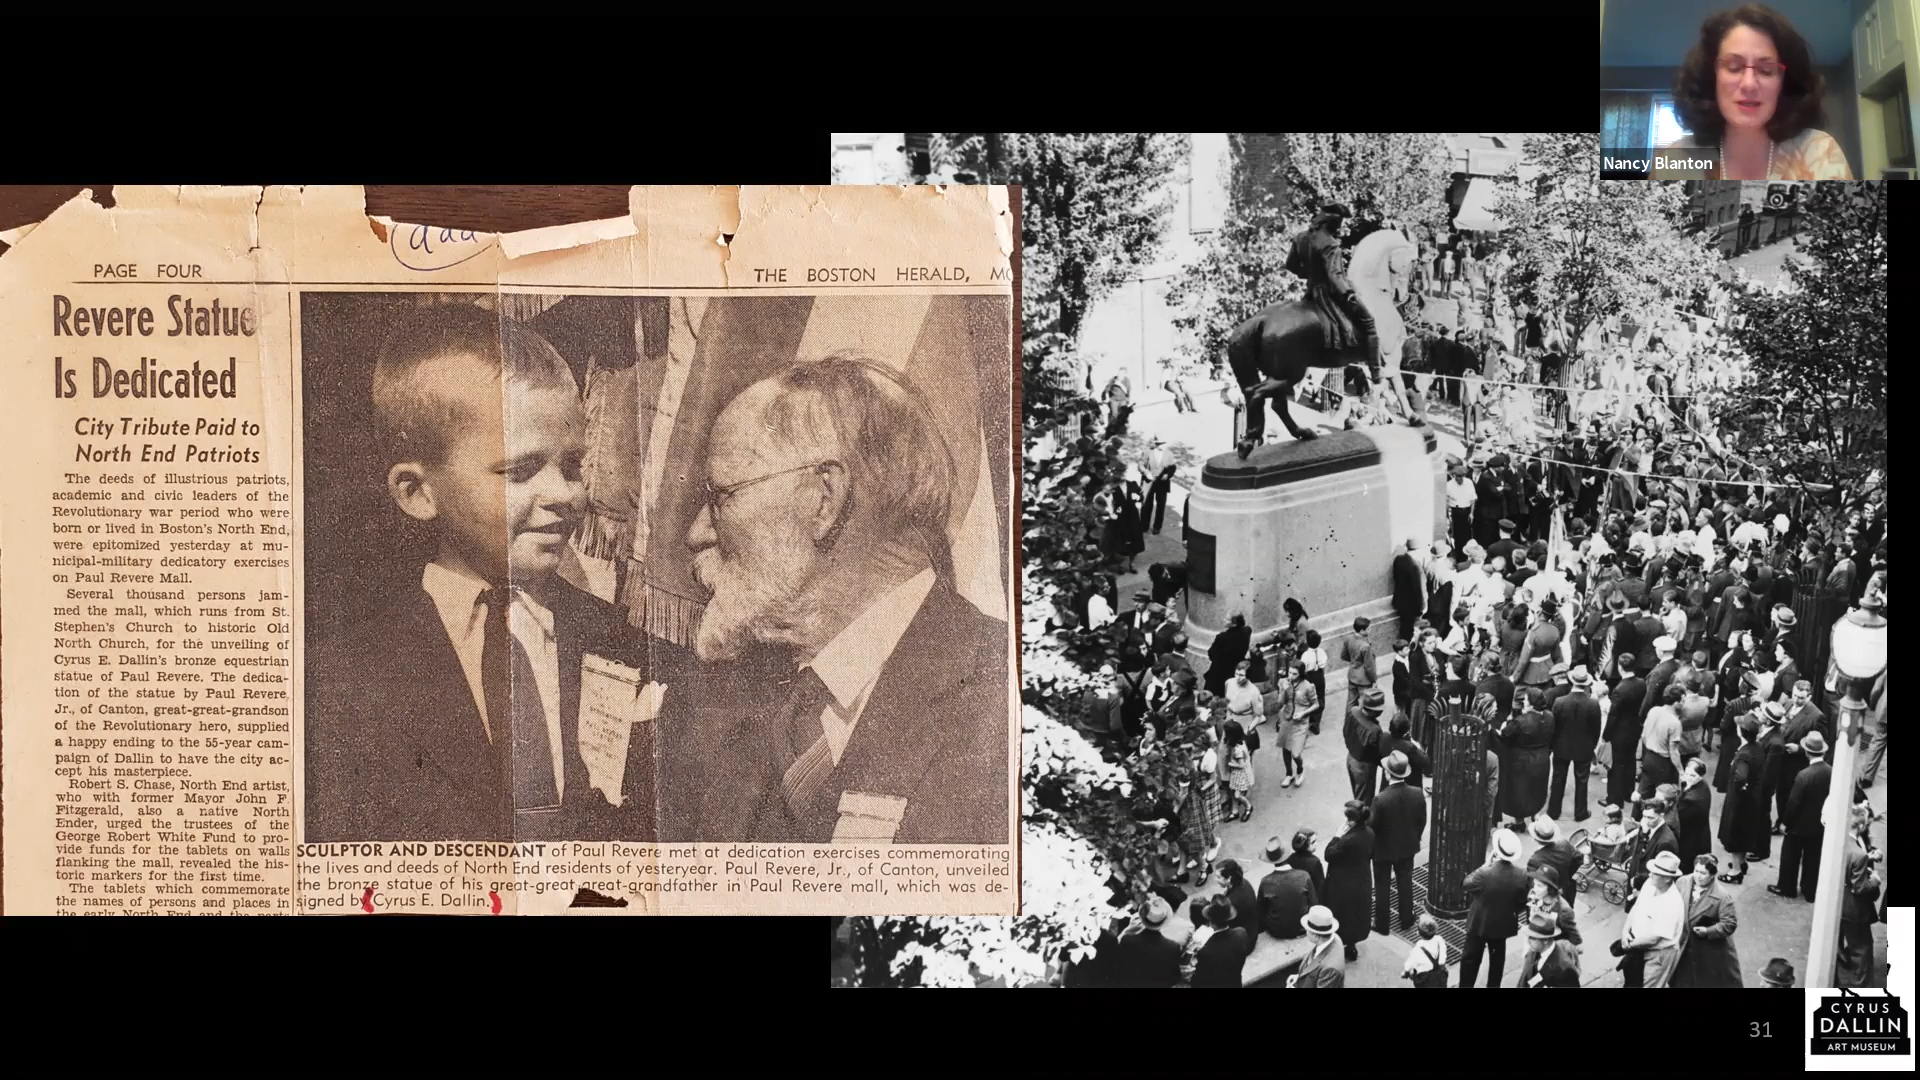 Nancy Blanton
PAGE FOUR
THE BOSTON HERALD,
Revere Statue
Is Dedicated
City Tribute Paid to
North End Patriots
The deeds of illustrious patriots,
academic and civic leaders of the
Revolutionary war period who were
born or lived in Boston's North End,
were epitomized yesterday at mu-
nicipal-military dedicatory exercises
on Paul Revere Mall.
Several thousand persons jam-
med the mall, which runs from St.
Stephen's Church to historic Old
North Church, for the unveiling of
Cyrus E. Dallin's bronze equestrian
statue of Paul Revere. The dedica-
tion of the statue by Paul Revere,
Jr., of Canton, great-great-grandson
of the Revolutionary hero, supplied
a happy ending to the 55-year cam-
paign of Dallin to have the city ac-
cept his masterpiece.
Robert S. Chase, North End artist,
who with former Mayor John F.
Fitzgerald, also a native North
Ender, urged the trustees of the
George Robert White Fund to pro-
vide funds for the tablets on walls
flanking the mall, revealed the his-
toric markers for the first time.
The tablets which commemorate
the names of persons and places in
the early North End and the parts
SCULPTOR AND DESCENDANT of Paul Revere met at dedication exercises commemorating
the lives and deeds of North End residents of yesteryear. Paul Revere, Jr., of Canton, unveiled
the bronze statue of his great-great-great-grandfather in Paul Revere mall, which was de-
signed by Cyrus E. Dallin.
31
CYRUS
DALLIN
ART MUSEUM